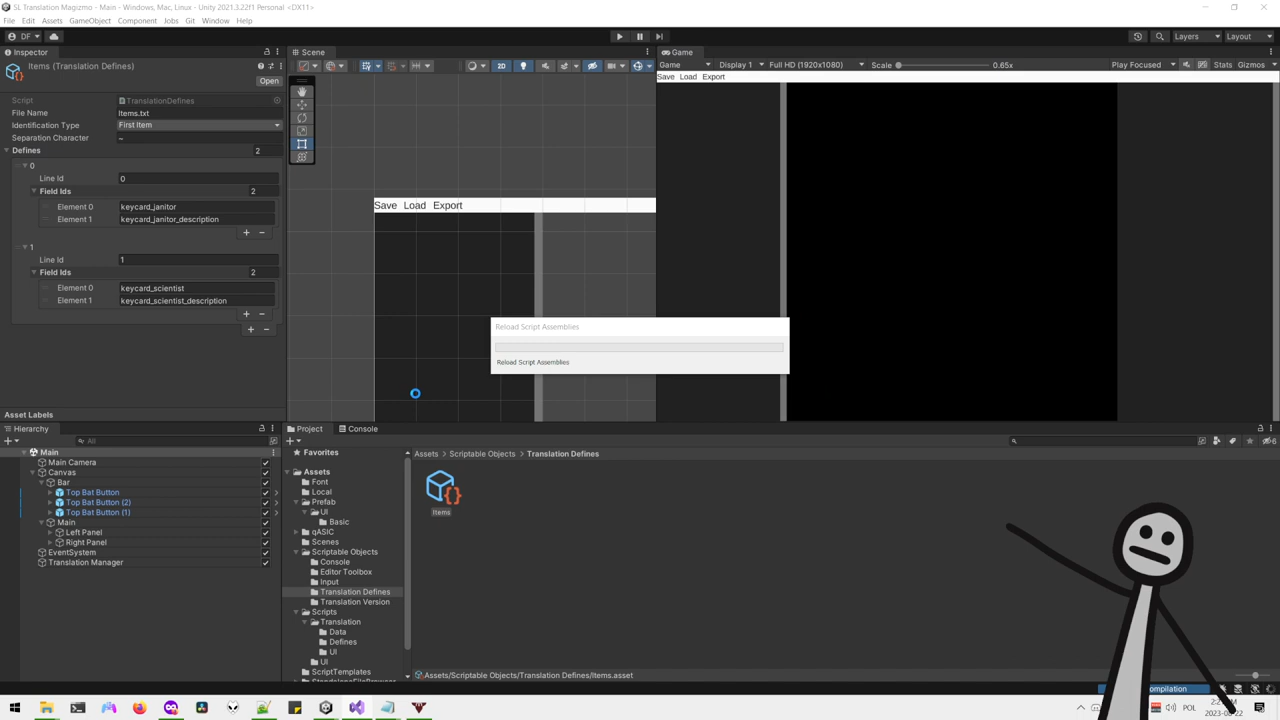 SL Translation Magizmo - Main - Windows, Mac, Linux - Unity 2021.3.22f1 Personal <DX11>
File Edit Assets GameObject Component Jobs Git Window Help
DF Layers Layout
Inspector
Items (Translation Defines)
Open
Script TranslationDefines
File Name Items.txt
Identification Type First Item
Separation Character ~
Defines 2
0
Line Id 0
Field Ids 2
Element 0 keycard_janitor
Element 1 keycard_janitor_description
1
Line Id 1
Field Ids 2
Element 0 keycard_scientist
Element 1 keycard_scientist_description
Asset Labels
Scene
2D
Save Load Export
Game
Game Display 1 Full HD (1920x1080) Scale 0.65x Play Focused Stats Gizmos
Save Load Export
Reload Script Assemblies
Reload Script Assemblies
Hierarchy
All
Main
Main Camera
Canvas
Bar
Top Bat Button
Top Bat Button (2)
Top Bat Button (1)
Main
Left Panel
Right Panel
EventSystem
Translation Manager
Project Console
Favorites
Assets
Font
Local
Prefab
UI
Basic
qASIC
Scenes
Scriptable Objects
Console
Editor Toolbox
Input
Translation Defines
Translation Version
Scripts
Translation
Data
Defines
UI
UI
ScriptTemplates
Assets Scriptable Objects Translation Defines
6
Items
Assets/Scriptable Objects/Translation Defines/Items.asset
POL